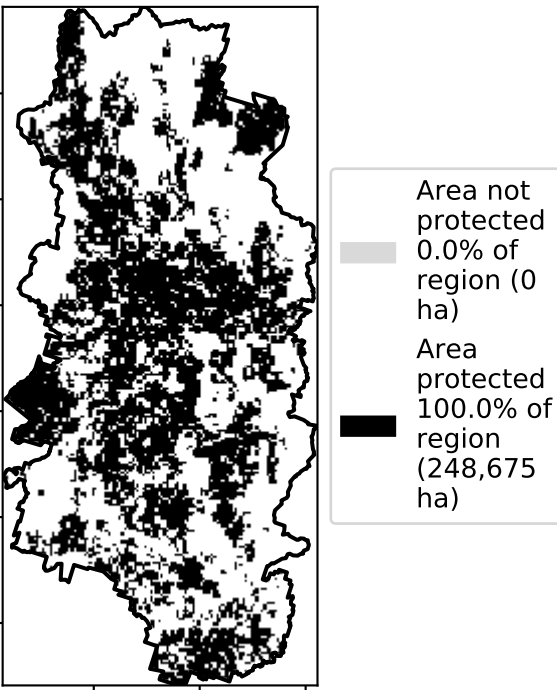 Area not
protected
0.0% of
region (0
ha)
Area
protected
100.0% of
region
(248,675
ha)